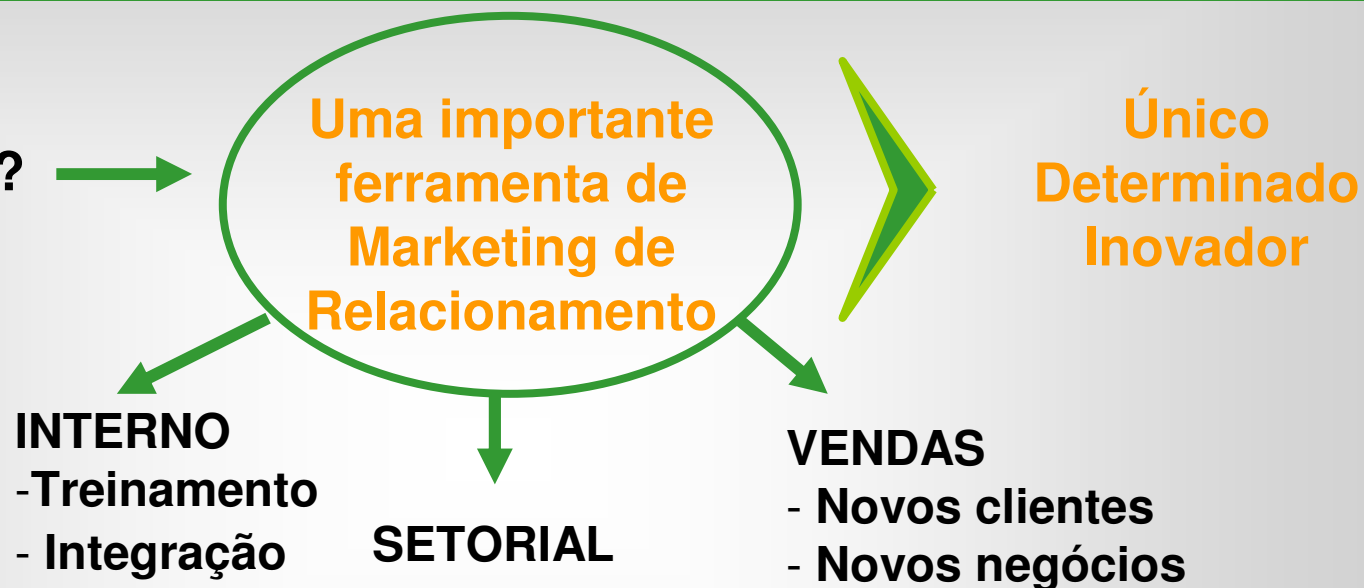 ?
Uma importante
ferramenta de
Marketing de
Relacionamento
Único
Determinado
Inovador
INTERNO
-Treinamento
- Integração
SETORIAL
VENDAS
- Novos clientes
- Novos negócios